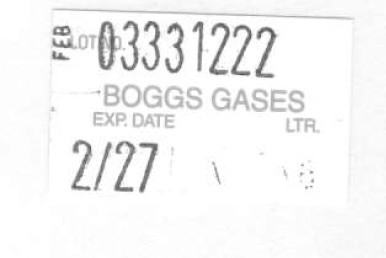 FEB LOT NO. 03331222
BOGGS GASES
EXP. DATE LTR.
2/27